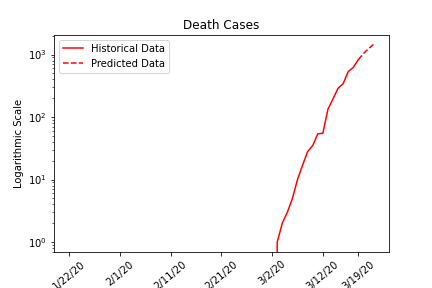 Death Cases
Historical Data
Predicted Data
Logarithmic Scale
10³
10²
10¹
10⁰
1/22/20
2/1/20
2/11/20
2/21/20
3/2/20
3/12/20
3/19/20